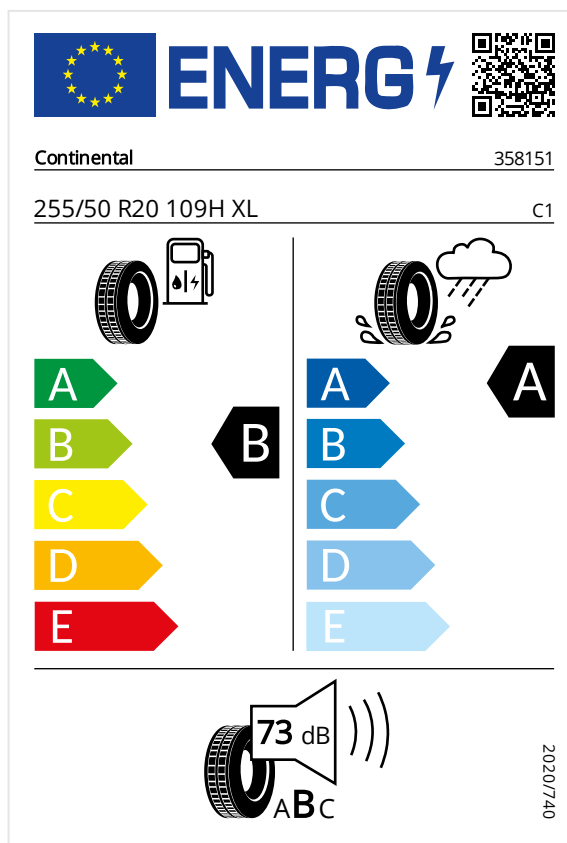 ENERG
Continental 358151
255/50 R20 109H XL C1
A A A
B B B
C C
D D
E E
73 dB
ABC
2020/740